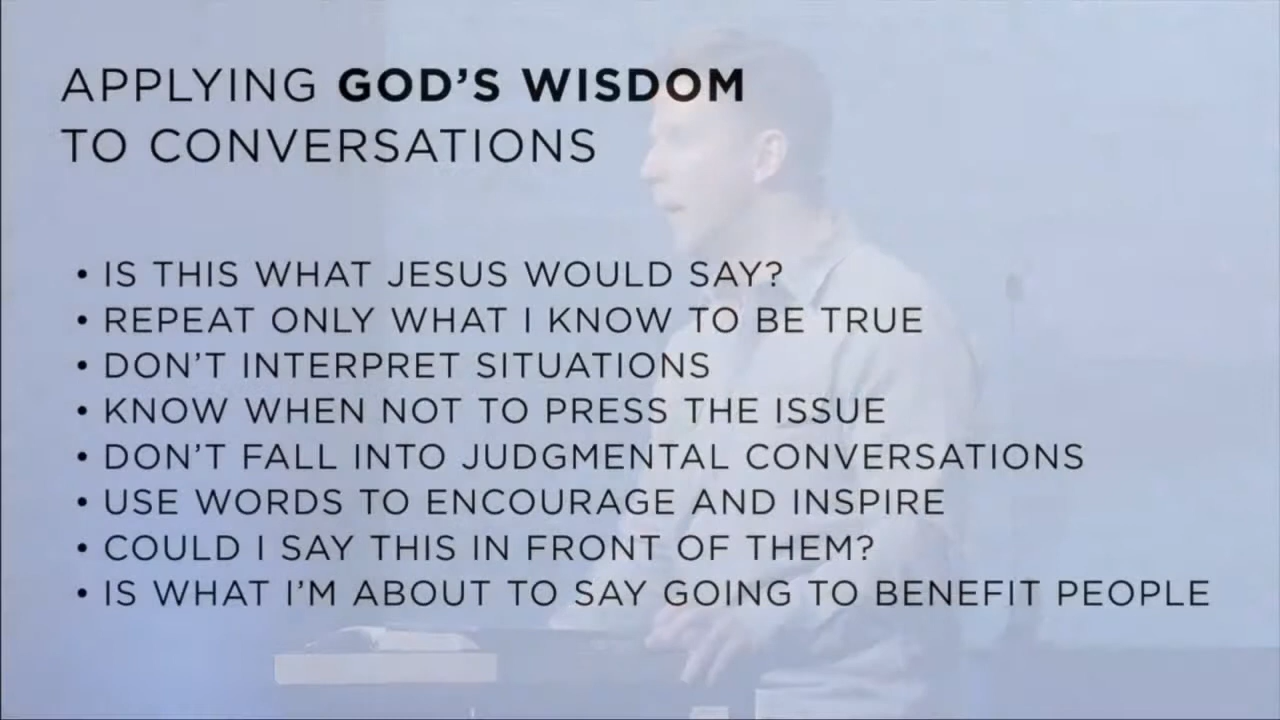 APPLYING GOD'S WISDOM
TO CONVERSATIONS
• IS THIS WHAT JESUS WOULD SAY?
• REPEAT ONLY WHAT I KNOW TO BE TRUE
• DON'T INTERPRET SITUATIONS
• KNOW WHEN NOT TO PRESS THE ISSUE
• DON'T FALL INTO JUDGMENTAL CONVERSATIONS
• USE WORDS TO ENCOURAGE AND INSPIRE
• COULD I SAY THIS IN FRONT OF THEM?
• IS WHAT I'M ABOUT TO SAY GOING TO BENEFIT PEOPLE